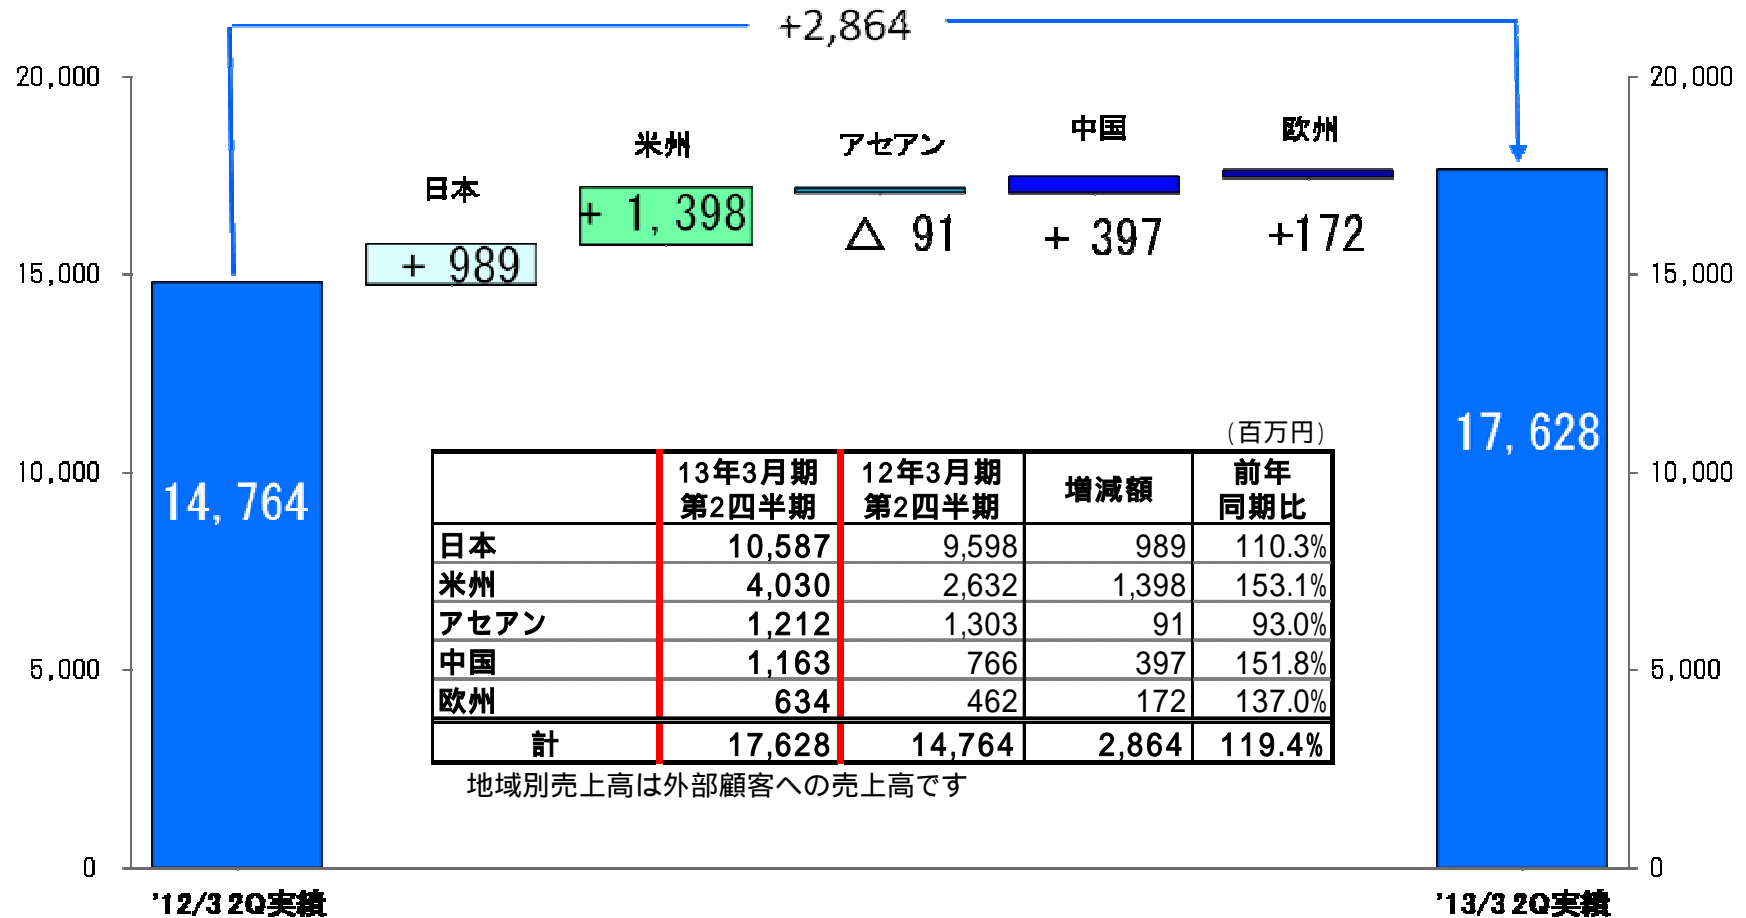 +2,864
20,000
20,000
日本
米州
アセアン
中国
欧州
+ 989
+ 1,398
△ 91
+ 397
+172
15,000
15,000
14,764
17,628
10,000
10,000
5,000
5,000
0
0
(百万円)
13年3月期 第2四半期 12年3月期 第2四半期 増減額 前年 同期比
日本 10,587 9,598 989 110.3%
米州 4,030 2,632 1,398 153.1%
アセアン 1,212 1,303 91 93.0%
中国 1,163 766 397 151.8%
欧州 634 462 172 137.0%
計 17,628 14,764 2,864 119.4%
地域別売上高は外部顧客への売上高です
'12/3 2Q実績
'13/3 2Q実績